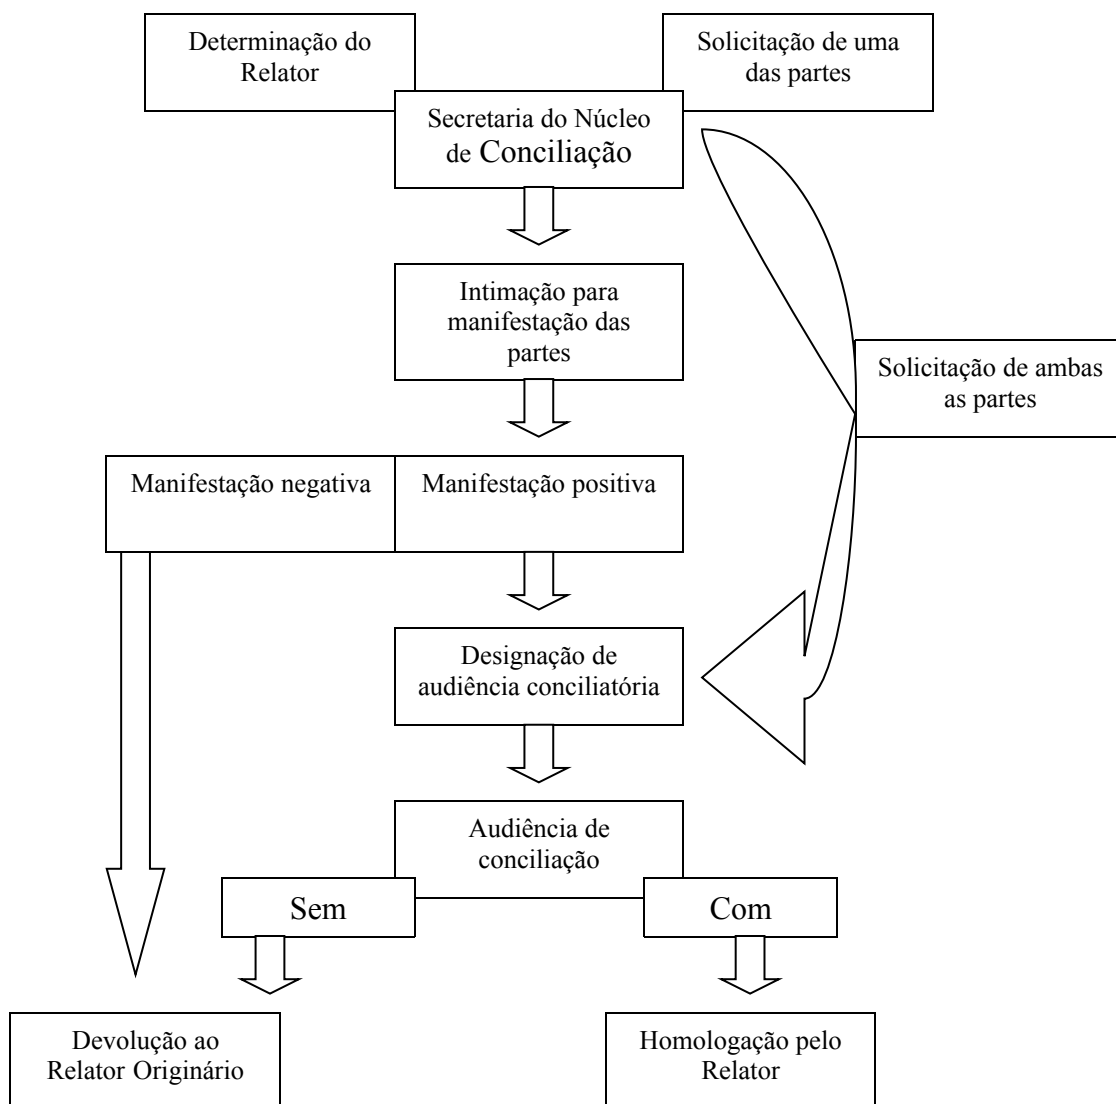 Determinação do
Relator
Solicitação de uma
das partes
Secretaria do Núcleo
de Conciliação
Intimação para
manifestação das
partes
Solicitação de ambas
as partes
Manifestação negativa
Manifestação positiva
Designação de
audiência conciliatória
Audiência de
conciliação
Sem
Com
Devolução ao
Relator Originário
Homologação pelo
Relator